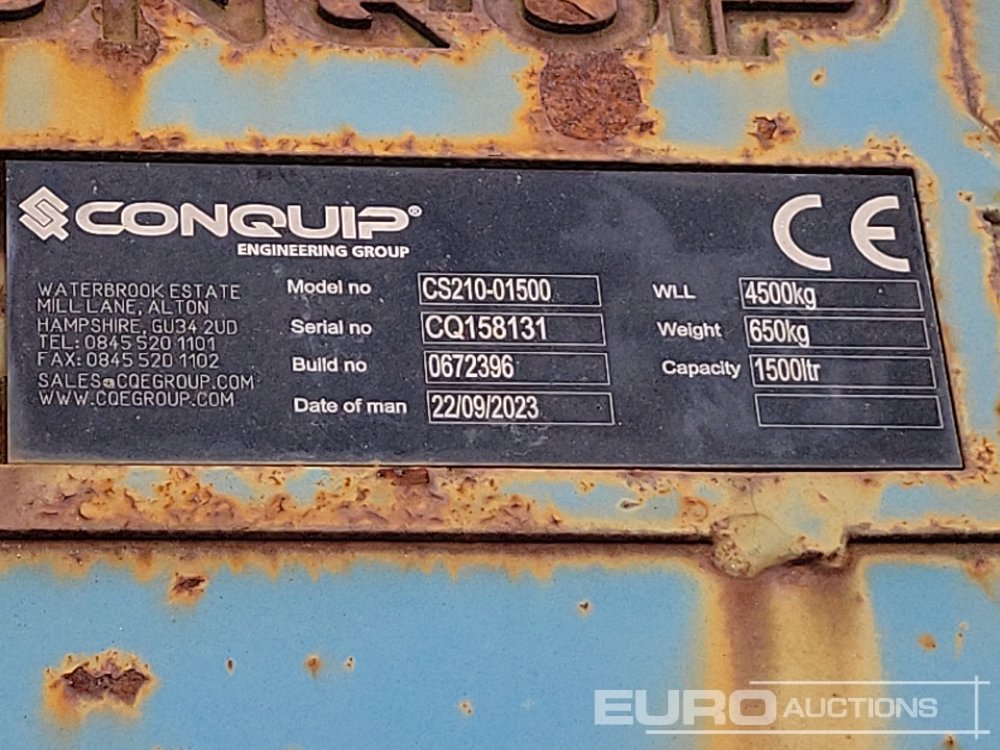 CONQUIP®
ENGINEERING GROUP
CE
WATERBROOK ESTATE
MILL LANE, ALTON
HAMPSHIRE, GU34 2UD
TEL: 0845 520 1101
FAX: 0845 520 1102
SALES@CQEGROUP.COM
WWW.CQEGROUP.COM
Model no CS210-01500
Serial no CQ158131
Build no 0672396
Date of man 22/09/2023
WLL 4500kg
Weight 650kg
Capacity 1500ltr
EURO AUCTIONS